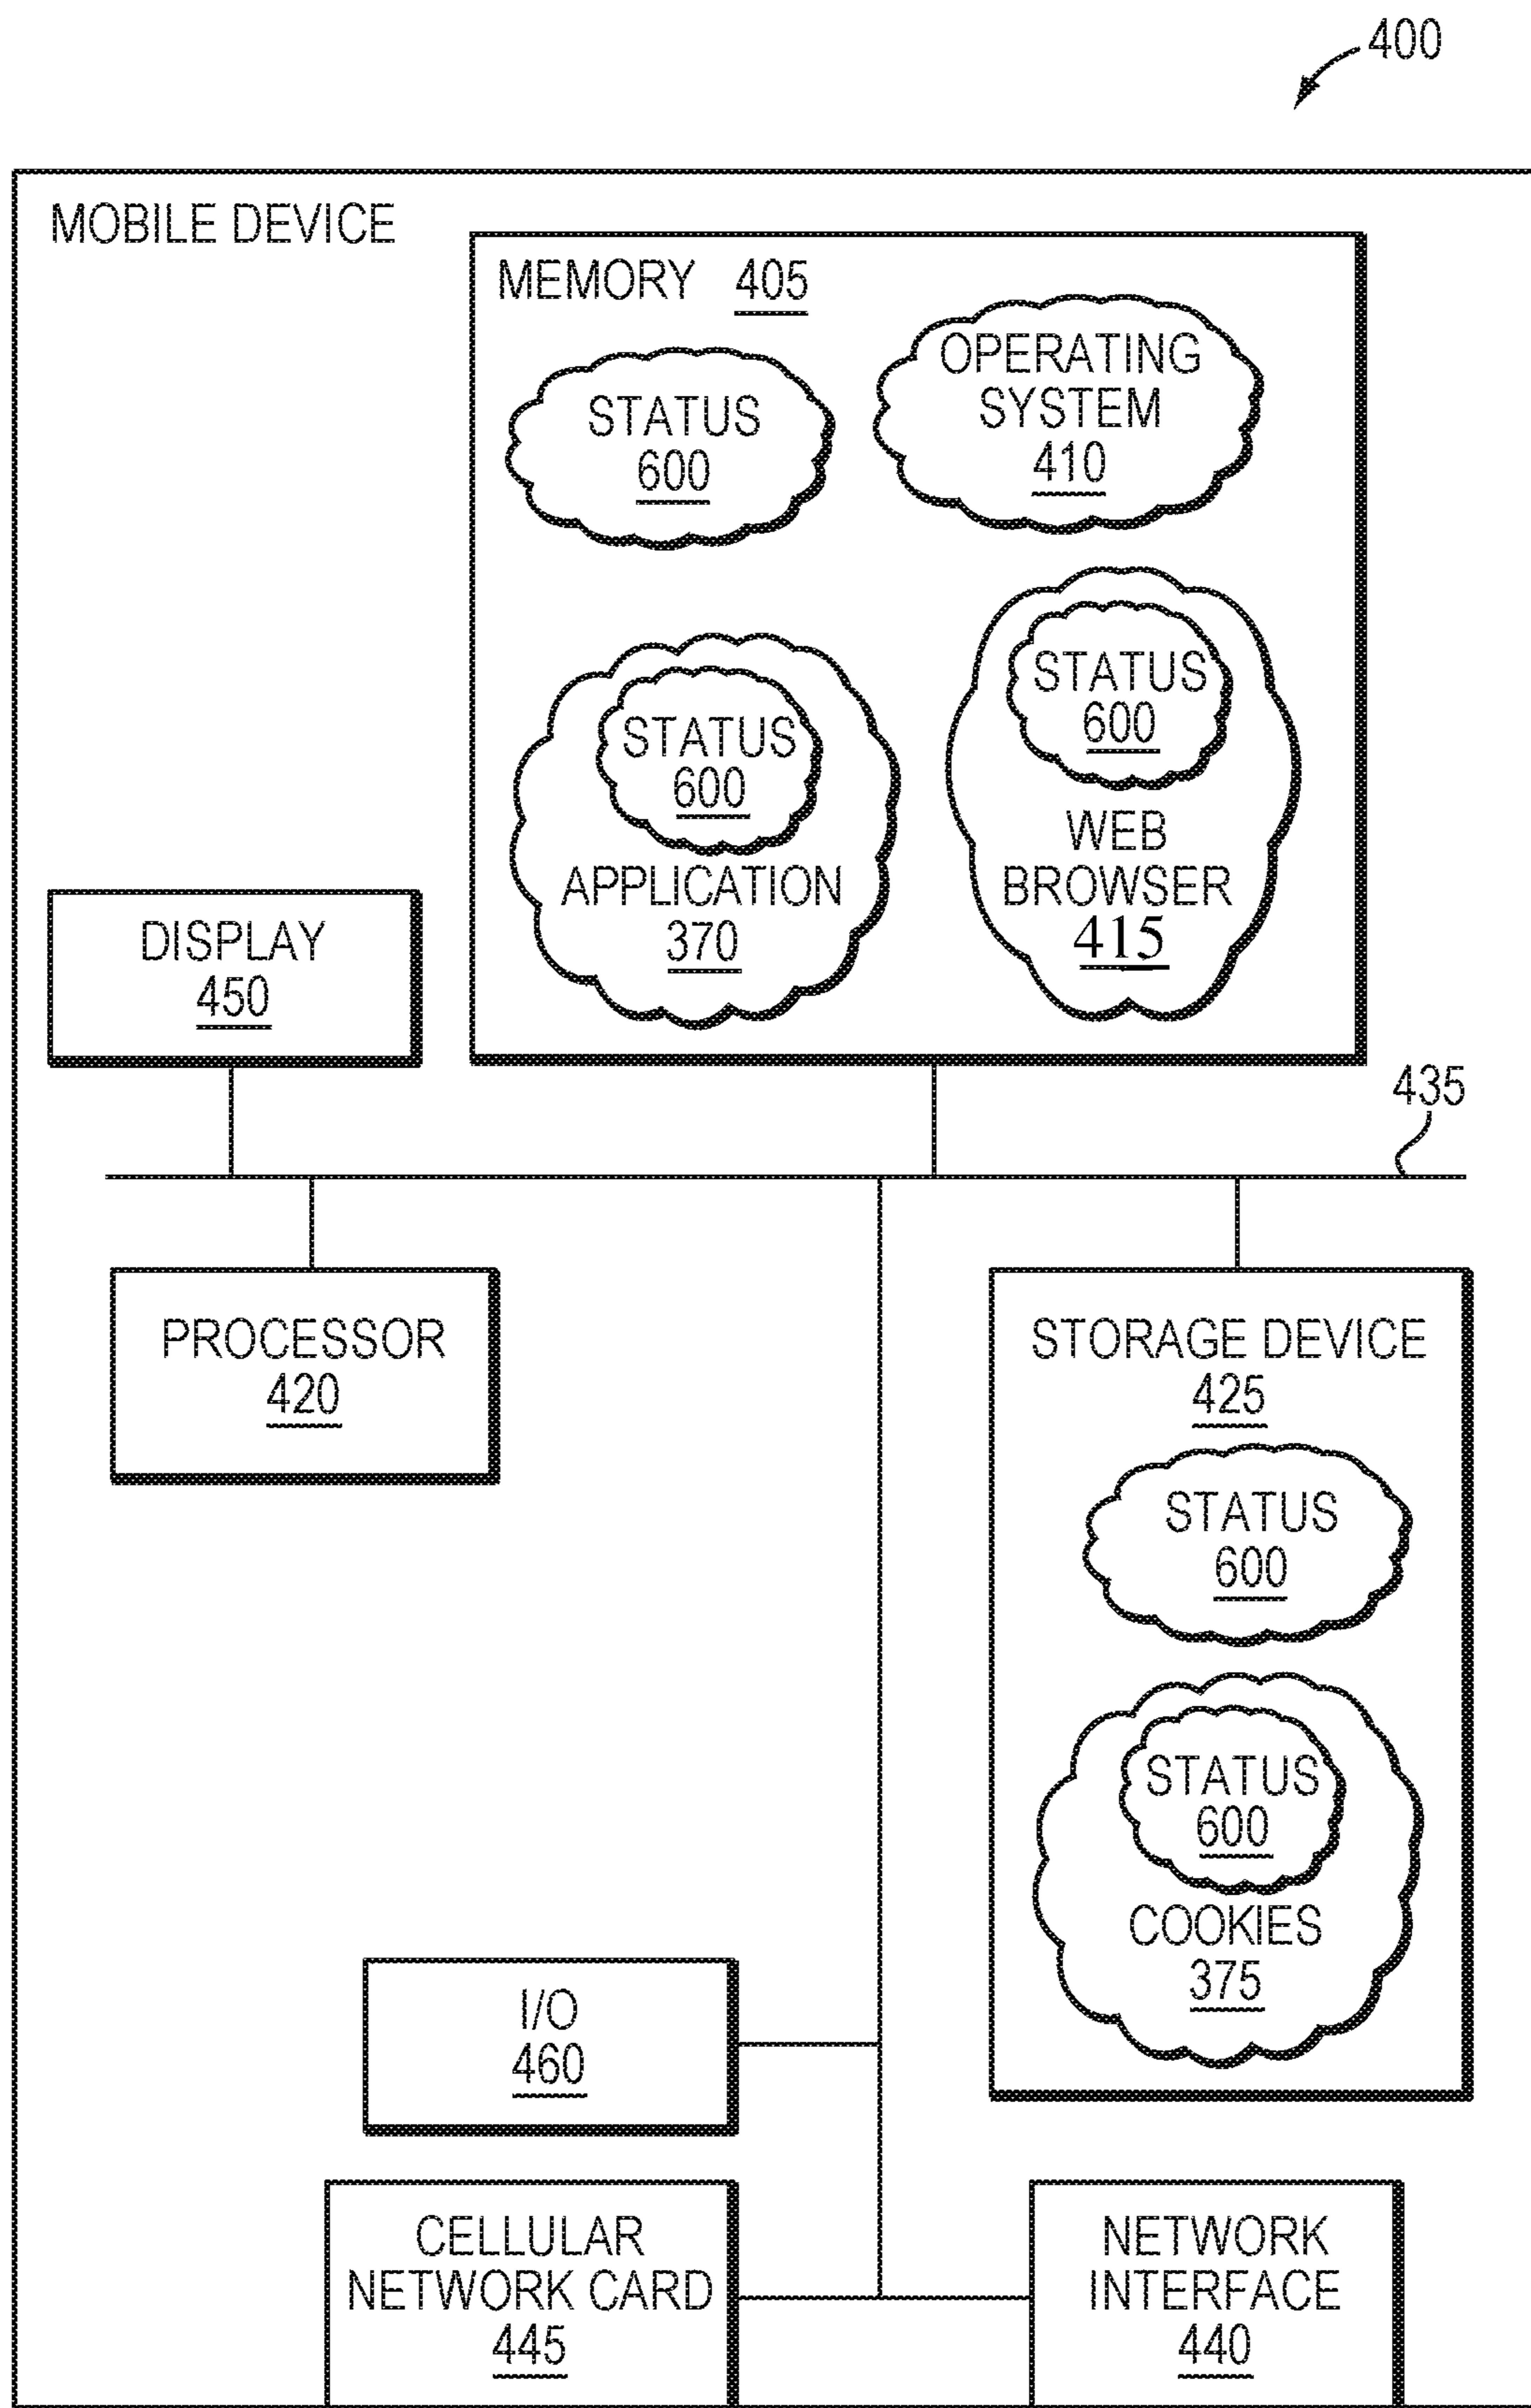 400
MOBILE DEVICE
MEMORY 405
STATUS
600
OPERATING
SYSTEM
410
STATUS
600
APPLICATION
370
STATUS
600
WEB
BROWSER
415
DISPLAY
450
435
PROCESSOR
420
STORAGE DEVICE
425
STATUS
600
STATUS
600
COOKIES
375
I/O
460
CELLULAR
NETWORK CARD
445
NETWORK
INTERFACE
440